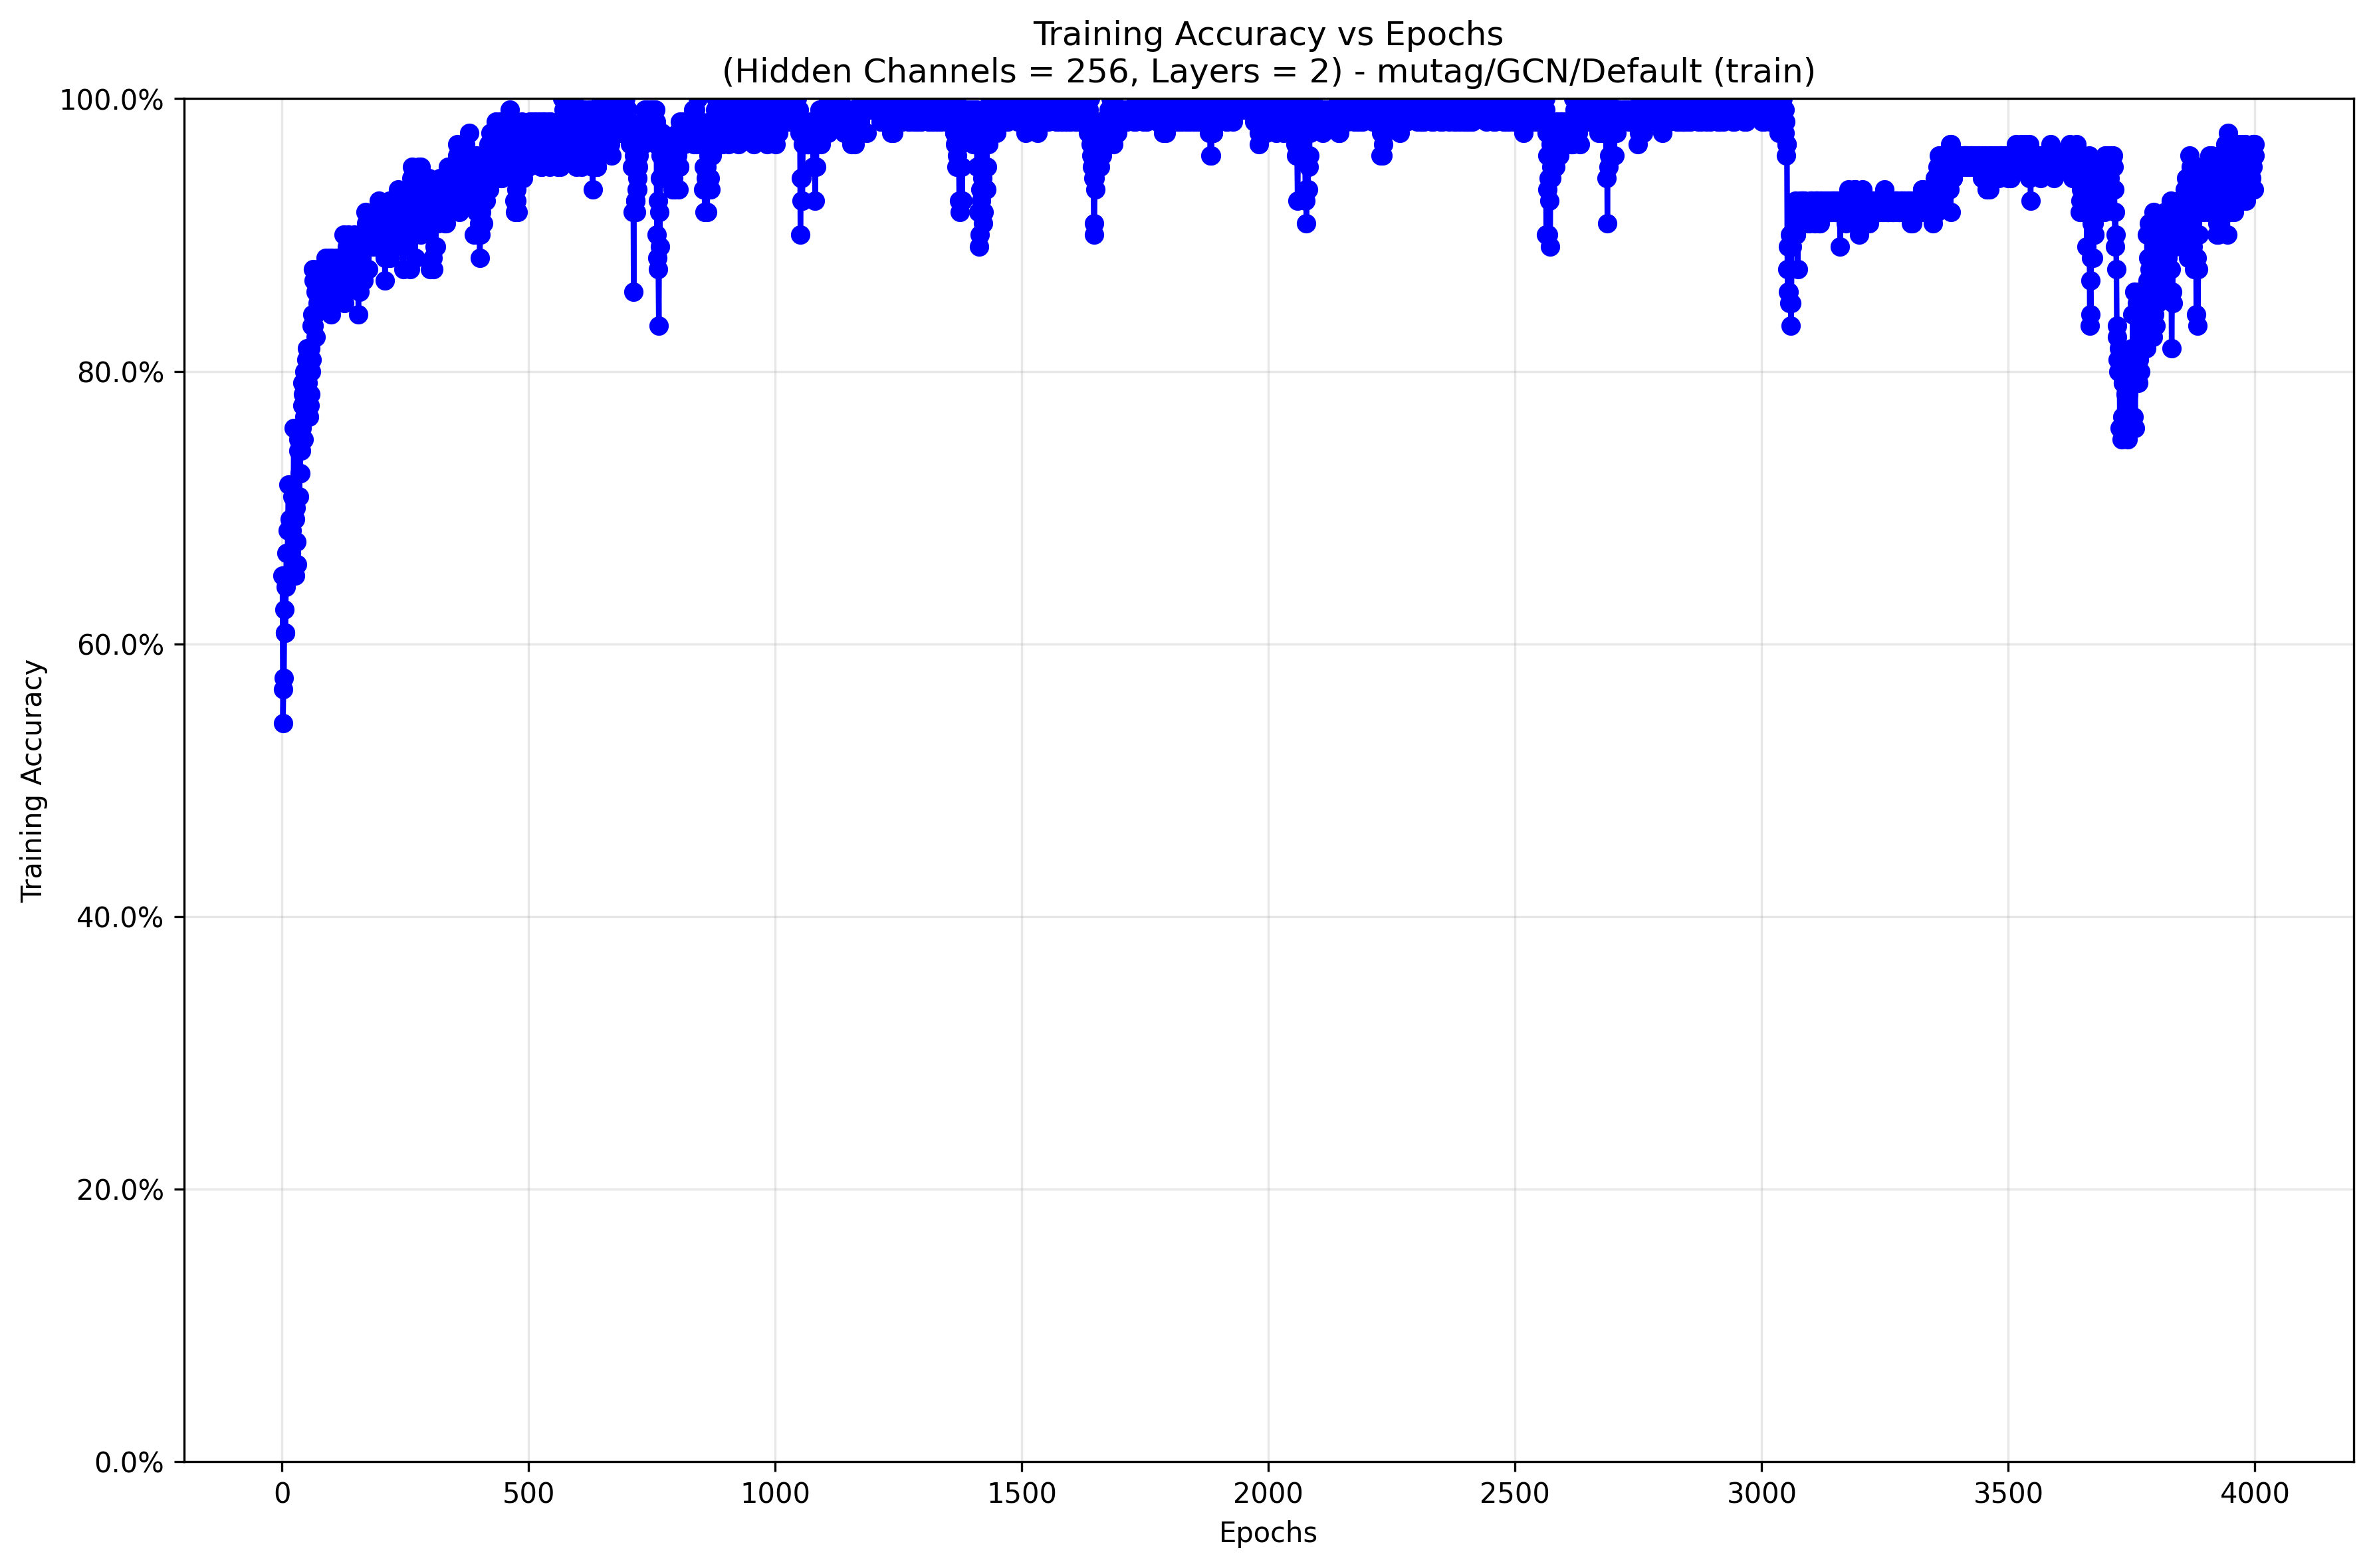 Training Accuracy vs Epochs
(Hidden Channels = 256, Layers = 2) - mutag/GCN/Default (train)
100.0%
80.0%
60.0%
40.0%
20.0%
0.0%
Training Accuracy
0 500 1000 1500 2000 2500 3000 3500 4000
Epochs